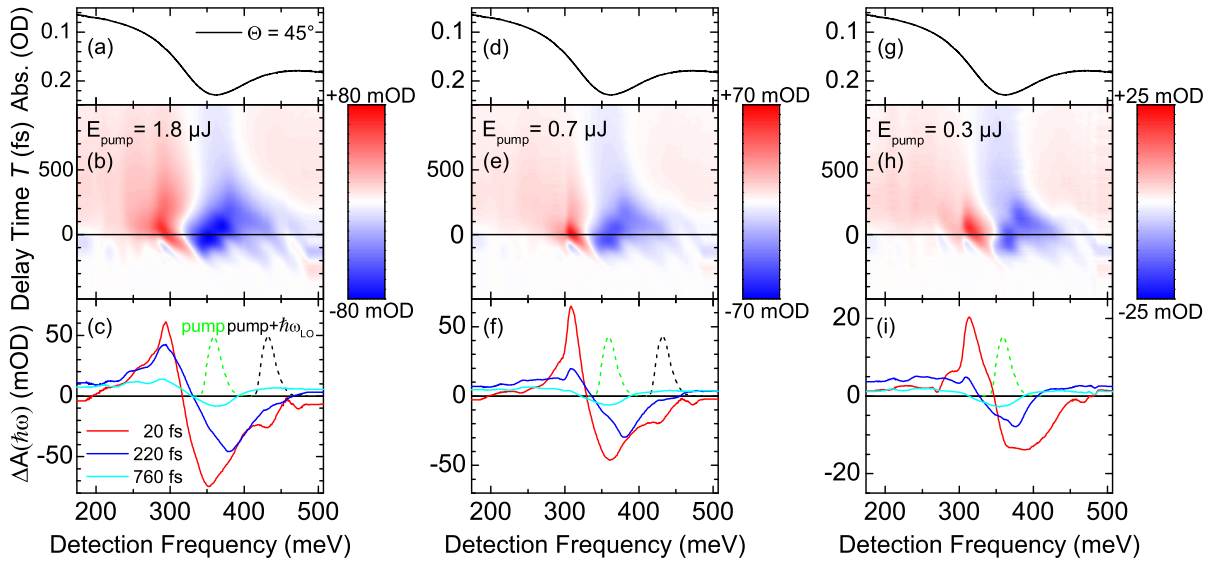 Abs. (OD)
0.1
0.2
(a)
Θ = 45°
0.1
0.2
(d)
0.1
0.2
(g)
Delay Time T (fs)
500
0
E_pump = 1.8 µJ
(b)
+80 mOD
-80 mOD
500
0
E_pump = 0.7 µJ
(e)
+70 mOD
-70 mOD
500
0
E_pump = 0.3 µJ
(h)
+25 mOD
-25 mOD
ΔA(ħω) (mOD)
50
0
-50
(c)
pump pump+ħω_LO
20 fs
220 fs
760 fs
50
0
-50
(f)
20
0
-20
(i)
200 300 400 500
200 300 400 500
200 300 400 500
Detection Frequency (meV)
Detection Frequency (meV)
Detection Frequency (meV)